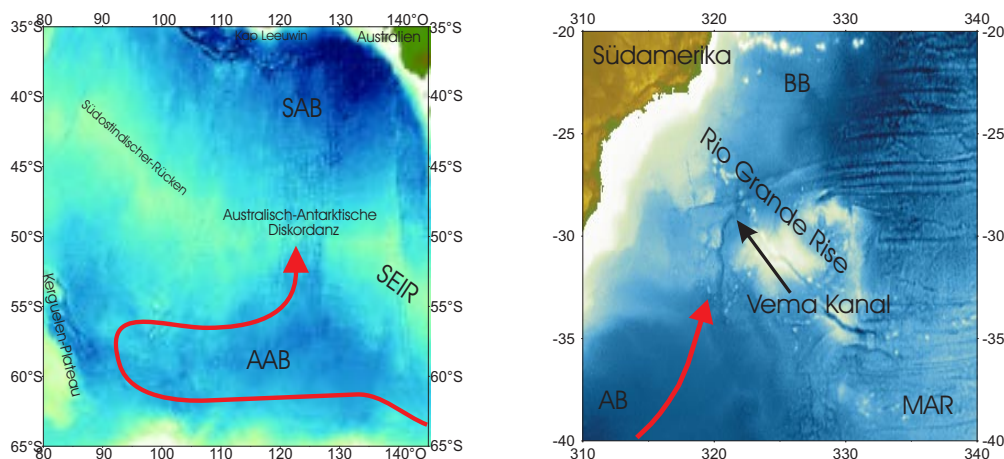 80 90 100 110 120 130 140°O
35°S 35°S
Kap Leeuwin
Australien
40°S 40°S
SAB
Südostindischer-Rücken
45°S 45°S
Australisch-Antarktische
Diskordanz
50°S 50°S
SEIR
Kerguelen-Plateau
55°S 55°S
AAB
60°S 60°S
65°S 65°S
80 90 100 110 120 130 140°O
310 320 330 340
-20 -20
Südamerika
BB
-25 -25
Rio Grande Rise
-30 -30
Vema Kanal
-35 -35
AB
MAR
-40 -40
310 320 330 340